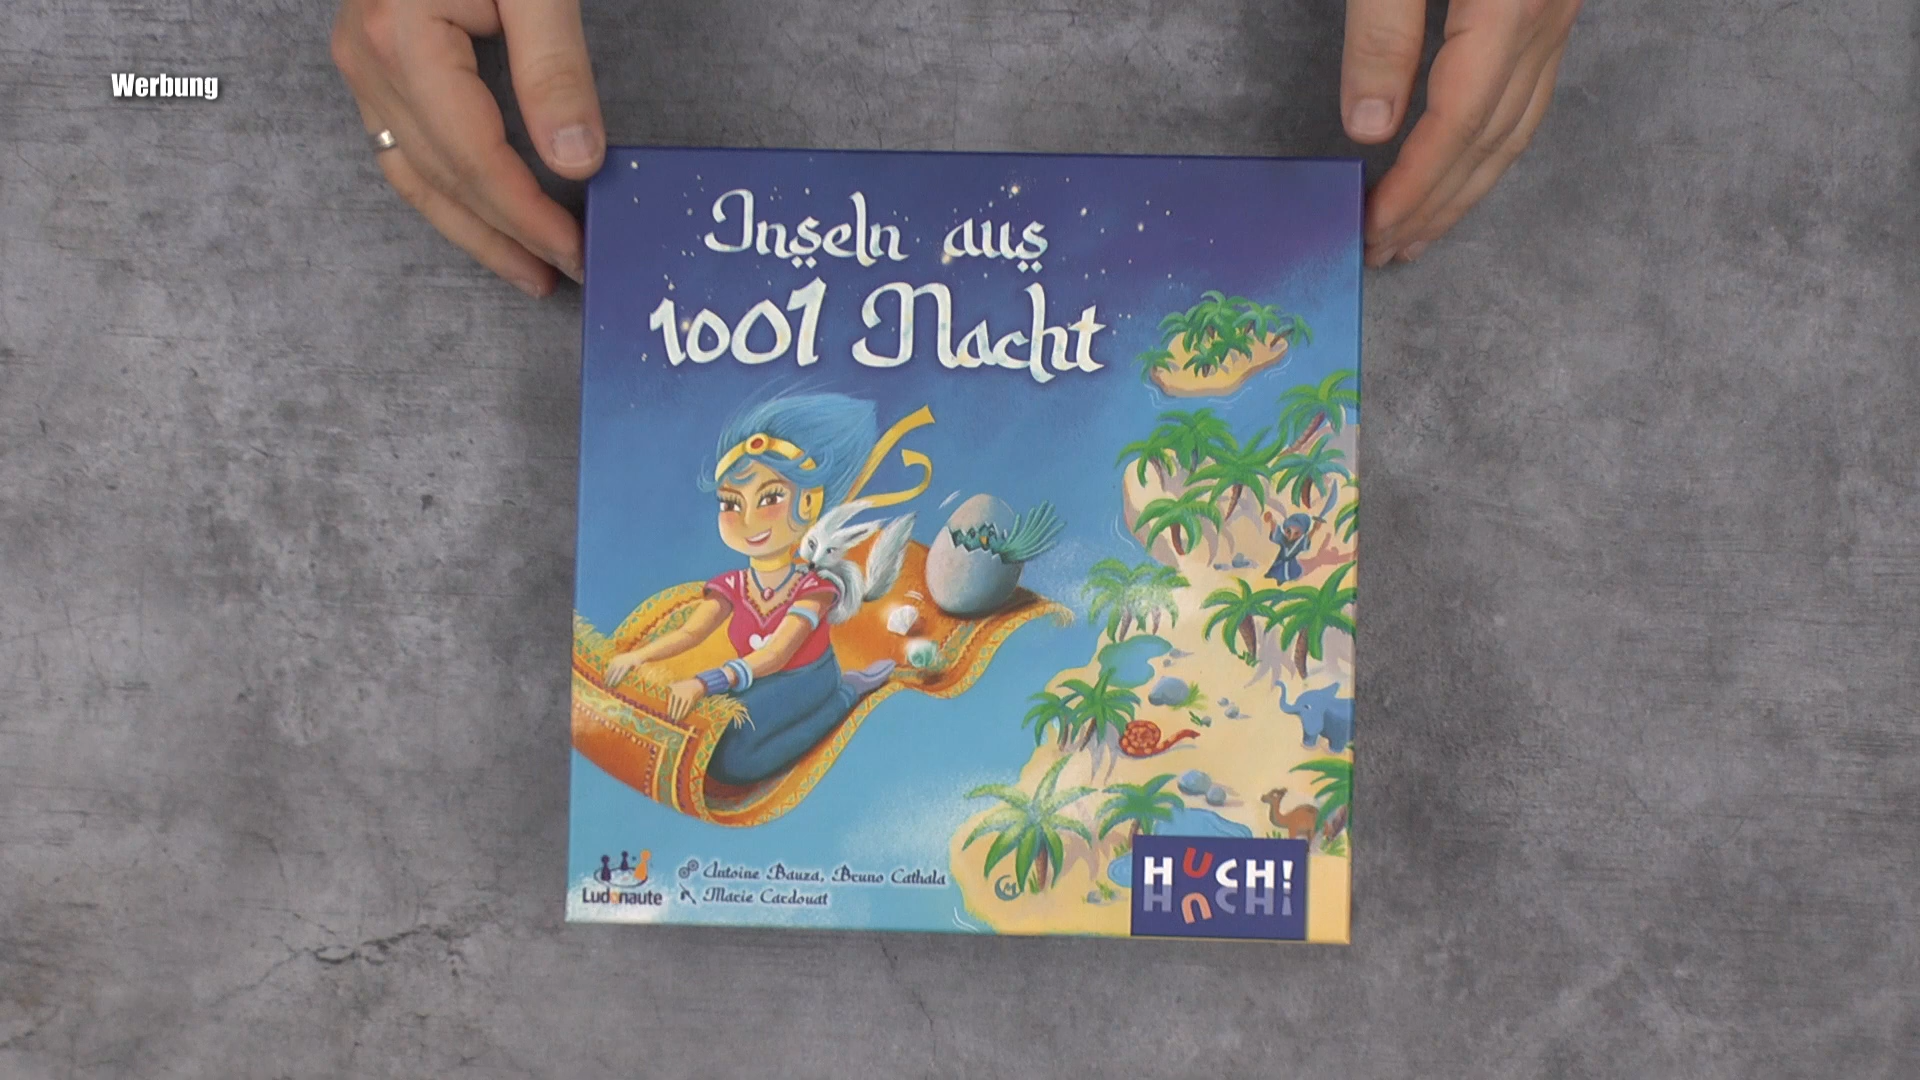 Werbung
Inseln aus
1001 Nacht
Ludonaute
Antoine Bauza, Bruno Cathala
Marie Cardouat
HUCH!